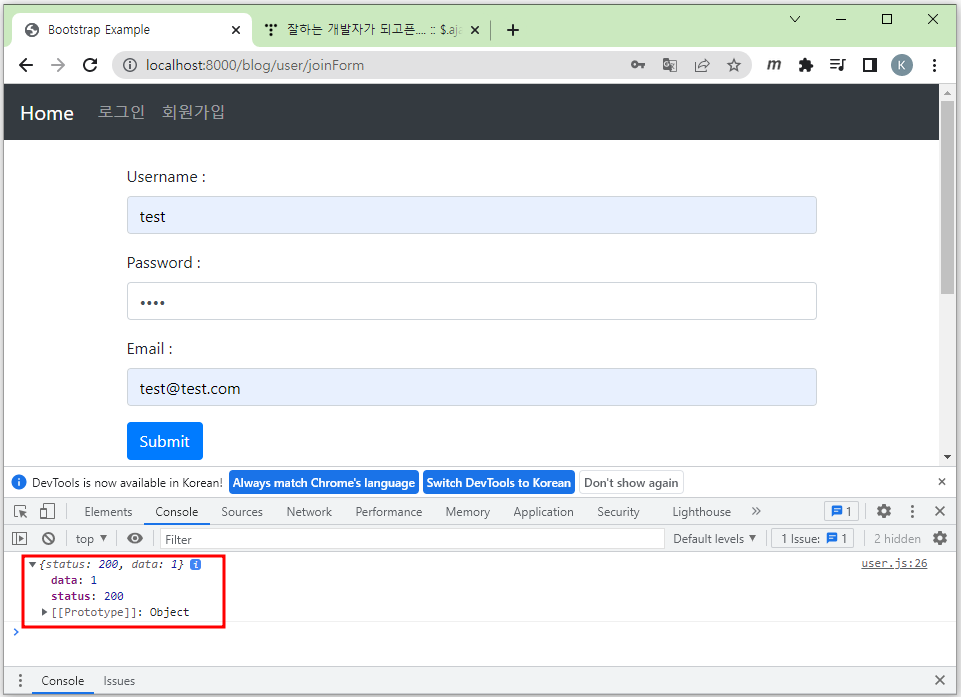 Bootstrap Example
잘하는 개발자가 되고픈.... :: $.aja
localhost:8000/blog/user/joinForm
m
K
Home 로그인 회원가입
Username :
test
Password :
••••
Email :
test@test.com
Submit
DevTools is now available in Korean! Always match Chrome's language Switch DevTools to Korean Don't show again
Elements Console Sources Network Performance Memory Application Security Lighthouse » 1
top ▼ Filter Default levels ▼ 1 Issue: 1 2 hidden
▼{status: 200, data: 1} i user.js:26
data: 1
status: 200
▶[[Prototype]]: Object
>
Console Issues